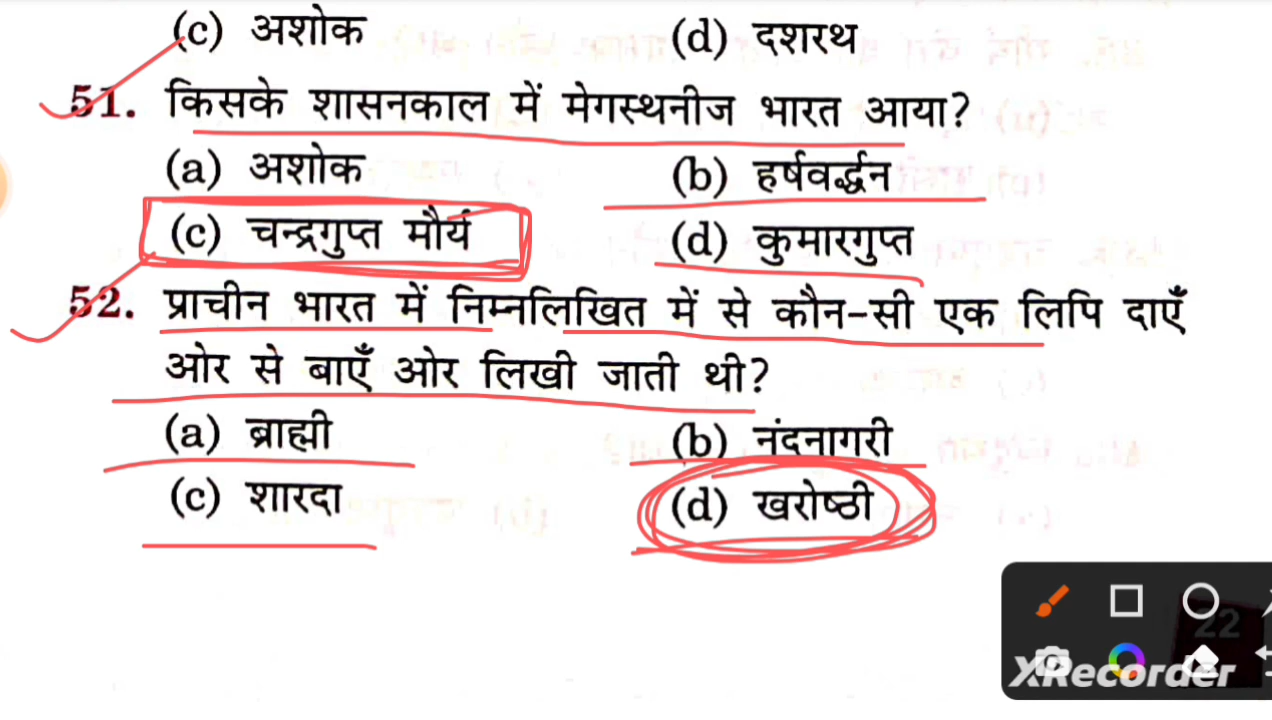 (c) अशोक (d) दशरथ
51. किसके शासनकाल में मेगस्थनीज भारत आया?
(a) अशोक (b) हर्षवर्द्धन
(c) चन्द्रगुप्त मौर्य (d) कुमारगुप्त
52. प्राचीन भारत में निम्नलिखित में से कौन-सी एक लिपि दाएँ
ओर से बाएँ ओर लिखी जाती थी?
(a) ब्राह्मी (b) नंदनागरी
(c) शारदा (d) खरोष्ठी
22
XRecorder